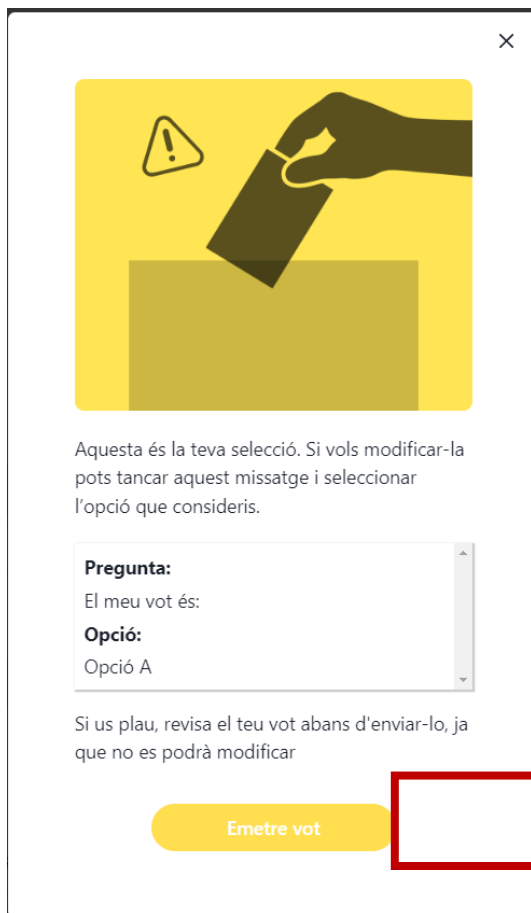 Aquesta és la teva selecció. Si vols modificar-la
pots tancar aquest missatge i seleccionar
l'opció que consideris.
Pregunta:
El meu vot és:
Opció:
Opció A
Si us plau, revisa el teu vot abans d'enviar-lo, ja
que no es podrà modificar
Emetre vot